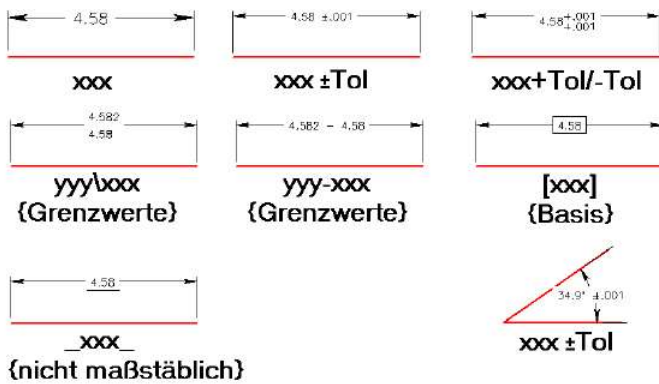 4.58
4.58 ±.001
4.58 +.001
+.001
xxx
xxx ±Tol
xxx+Tol/-Tol
4.582
4.58
4.582 - 4.58
4.58
yyy\xxx
{Grenzwerte}
yyy-xxx
{Grenzwerte}
[xxx]
{Basis}
4.58
34.9° ±.001
_xxx_
{nicht maßstäblich}
xxx ±Tol